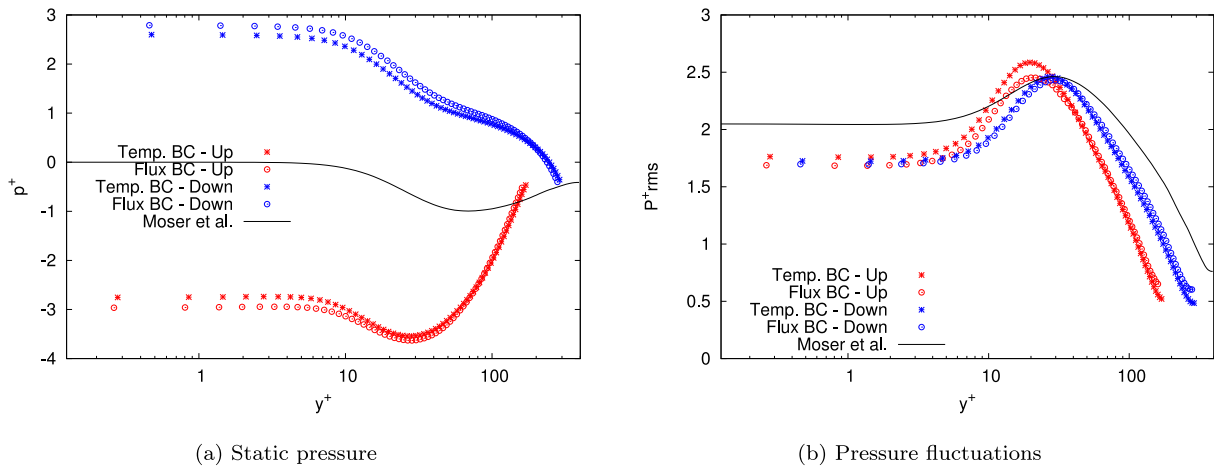 3
2
1
0
-1
-2
-3
-4
p+
Temp. BC - Up
Flux BC - Up
Temp. BC - Down
Flux BC - Down
Moser et al.
1
10
100
y+
(a) Static pressure
3
2.5
2
1.5
1
0.5
0
P+rms
Temp. BC - Up
Flux BC - Up
Temp. BC - Down
Flux BC - Down
Moser et al.
1
10
100
y+
(b) Pressure fluctuations